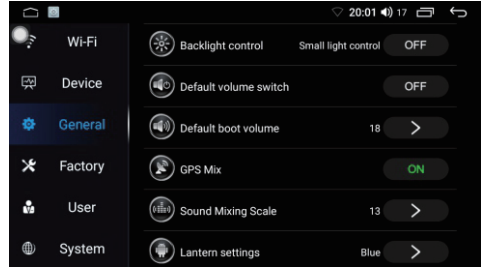 20:01 17
Wi-Fi
Device
General
Factory
User
System
Backlight control Small light control OFF
Default volume switch OFF
Default boot volume 18
GPS Mix ON
Sound Mixing Scale 13
Lantern settings Blue